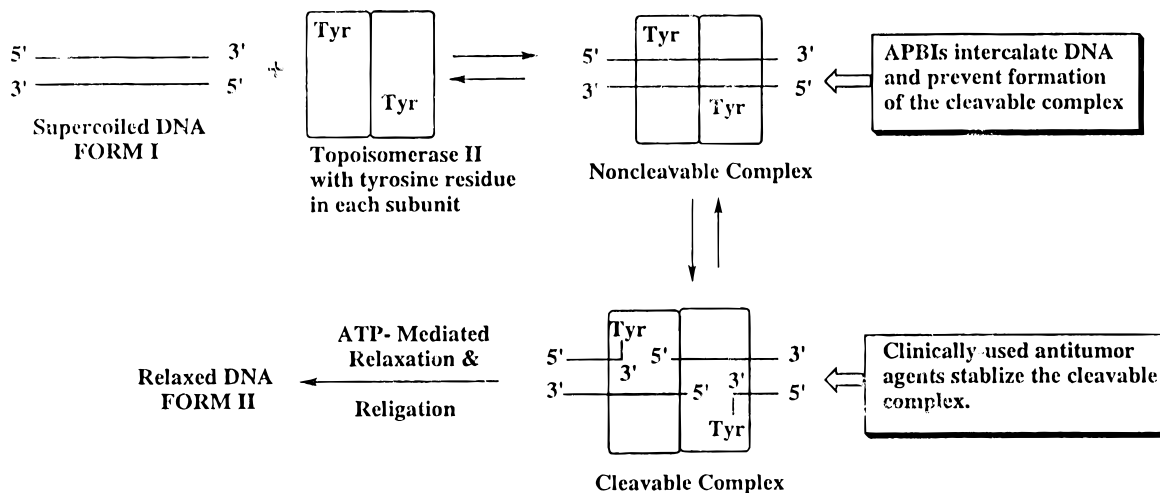 5' 3'
3' 5'
+
Supercoiled DNA
FORM I
Tyr
Tyr
Topoisomerase II
with tyrosine residue
in each subunit
Tyr
5' 3'
3' 5'
Tyr
Noncleavable Complex
APBIs intercalate DNA
and prevent formation
of the cleavable complex
Tyr
5' 5' 3'
3' 3'
3' 5' 5'
Tyr
Cleavable Complex
Clinically used antitumor
agents stablize the cleavable
complex.
ATP- Mediated
Relaxation &
Religation
Relaxed DNA
FORM II